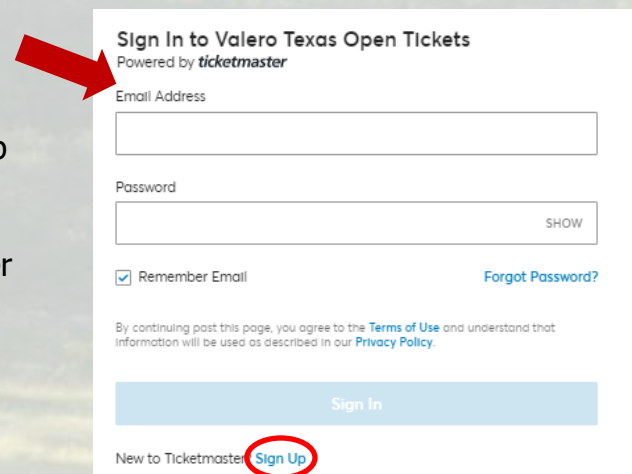 Sign In to Valero Texas Open Tickets
Powered by ticketmaster
Email Address
Password
SHOW
Remember Email
Forgot Password?
By continuing past this page, you agree to the Terms of Use and understand that
information will be used as described in our Privacy Policy.
Sign In
New to Ticketmaster Sign Up